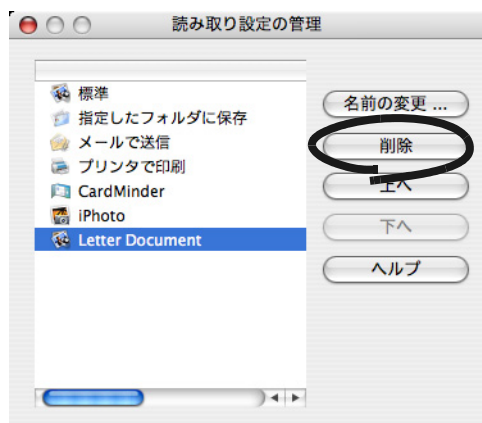 読み取り設定の管理
標準
指定したフォルダに保存
メールで送信
プリンタで印刷
CardMinder
iPhoto
Letter Document
名前の変更 ...
削除
上へ
下へ
ヘルプ